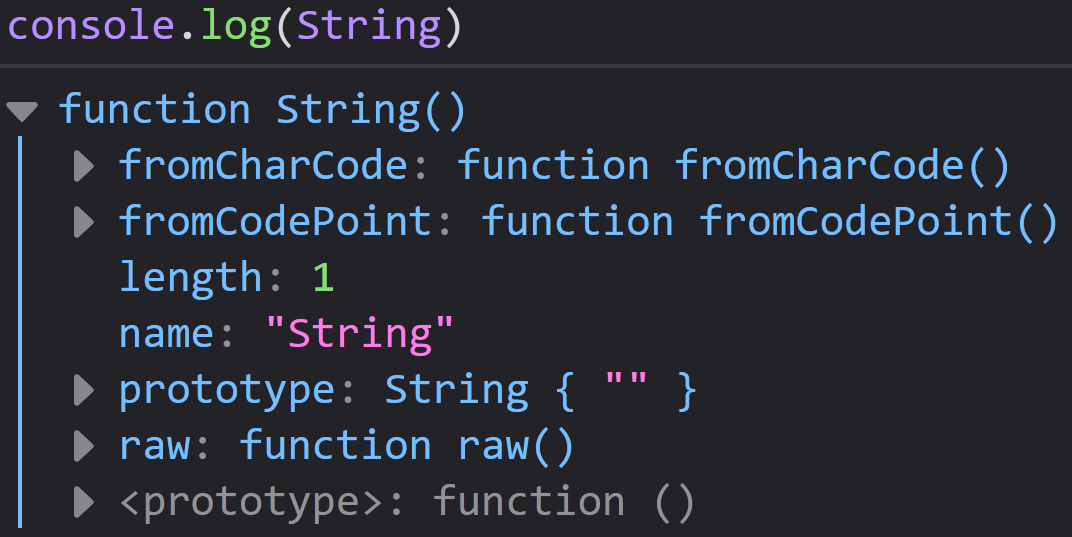 console.log(String)
function String()
fromCharCode: function fromCharCode()
fromCodePoint: function fromCodePoint()
length: 1
name: "String"
prototype: String { "" }
raw: function raw()
<prototype>: function ()